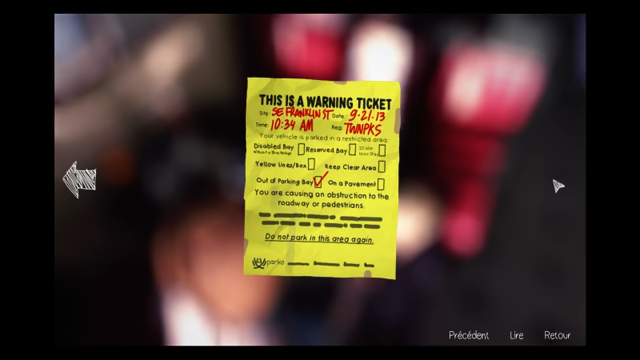 THIS IS A WARNING TICKET
Site: SE FRANKLIN ST Date: 9-21-13
Time: 10:34 AM Reg: TWNPKS
Your vehicle is parked in a restricted area:
Disabled Bay Reserved Bay
Yellow Lines/Box Keep Clear Area
Out of Parking Bay On a Pavement
You are causing an obstruction to the
roadway or pedestrians.
Do not park in this area again.
parko
Précédent Lire Retour